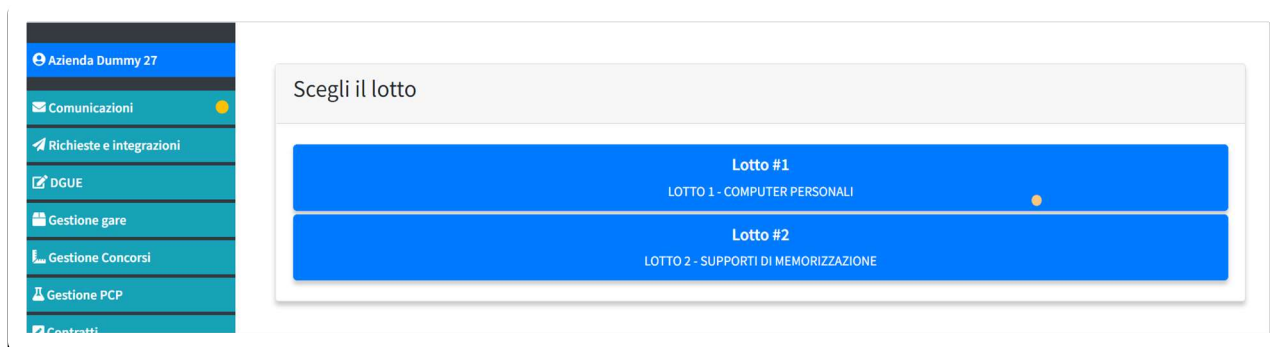 Azienda Dummy 27
Comunicazioni
Richieste e integrazioni
DGUE
Gestione gare
Gestione Concorsi
Gestione PCP
Contratti
Scegli il lotto
Lotto #1
LOTTO 1 - COMPUTER PERSONALI
Lotto #2
LOTTO 2 - SUPPORTI DI MEMORIZZAZIONE